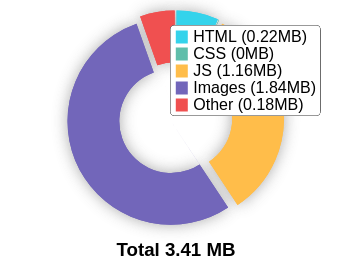 HTML (0.22MB)
CSS (0MB)
JS (1.16MB)
Images (1.84MB)
Other (0.18MB)
Total 3.41 MB